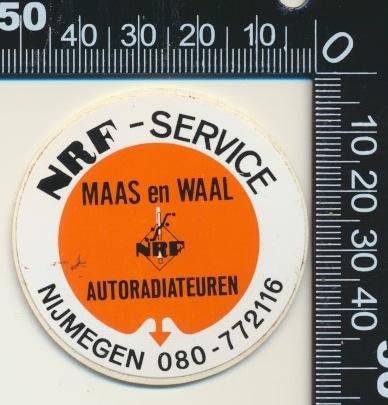 50 40 30 20 10 0
NRF-SERVICE
MAAS en WAAL
NRF
AUTORADIATEUREN
NIJMEGEN 080-772116
10
20
30
40
50